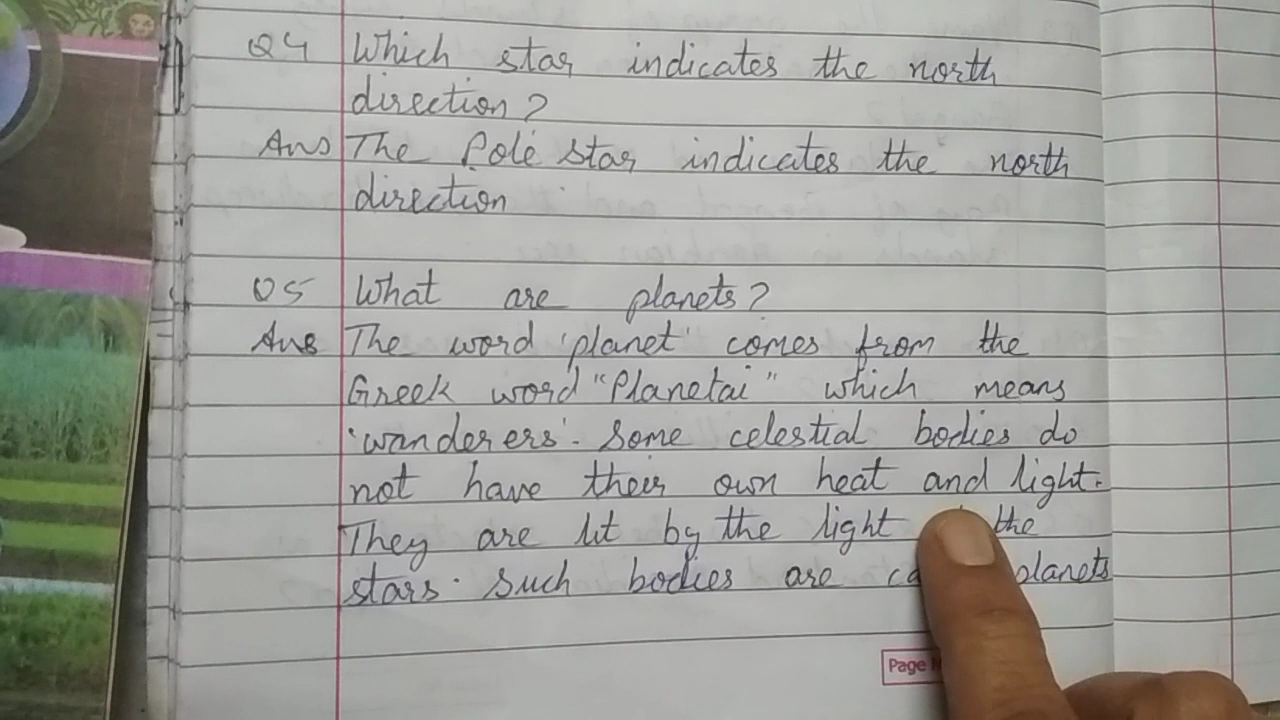 Q4 Which star indicates the north
direction?
Ans The Pole star indicates the north
direction
Q5 What are planets?
Ans The word 'planet' comes from the
Greek word "Planetai" which means
'wanderers'. Some celestial bodies do
not have their own heat and light.
They are lit by the light the
stars. Such bodies are planets
Page